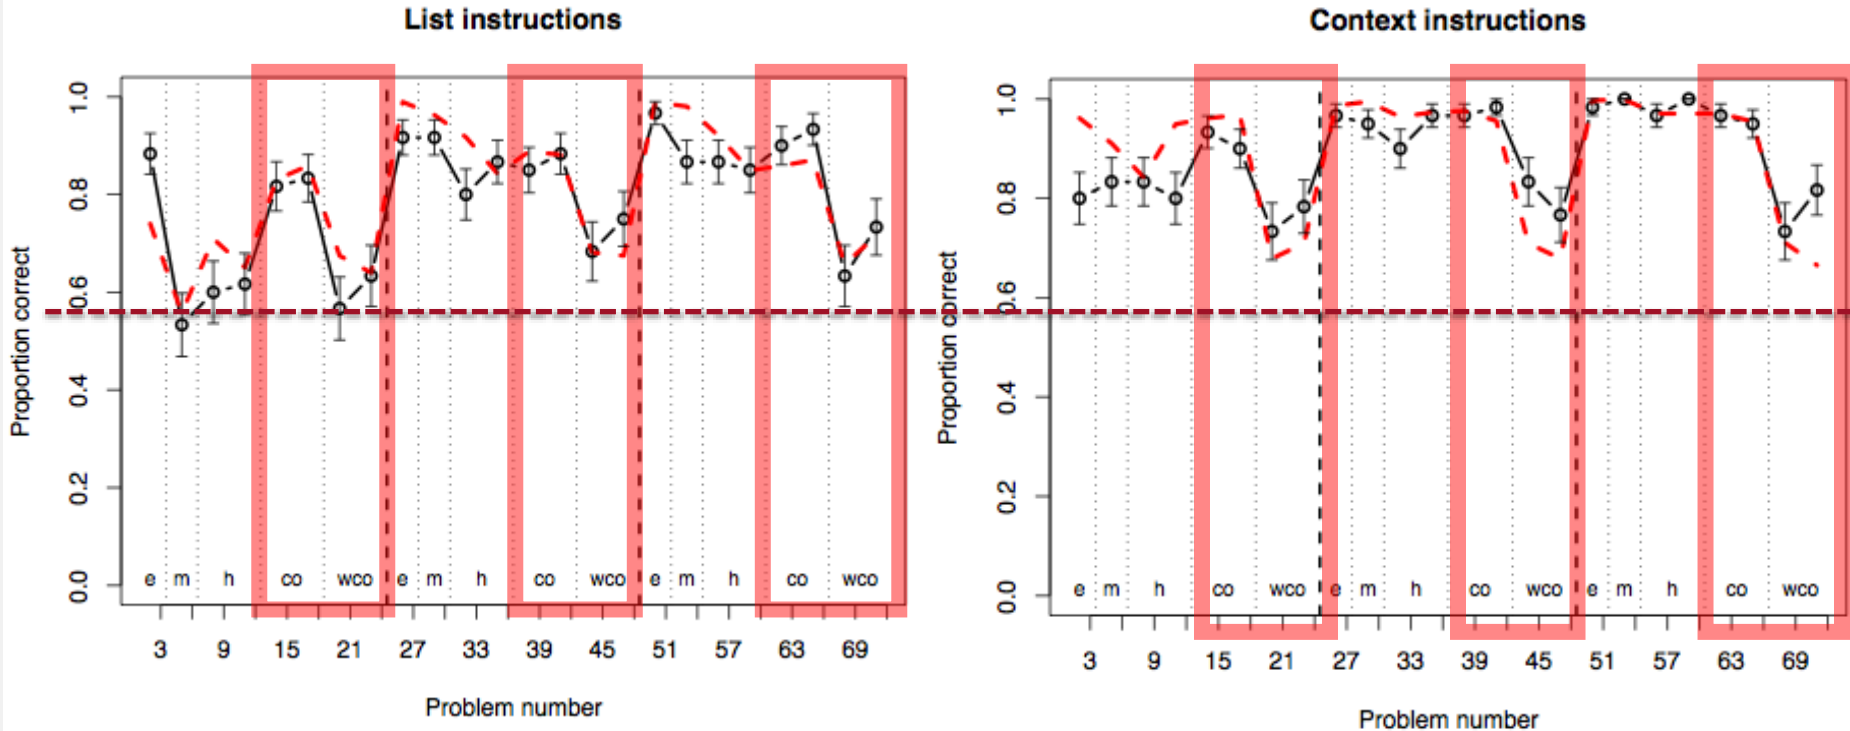 List instructions
Proportion correct
1.0
0.8
0.6
0.4
0.2
0.0
e m h co wco e m h co wco e m h co wco
3 9 15 21 27 33 39 45 51 57 63 69
Problem number
Context instructions
Proportion correct
1.0
0.8
0.6
0.4
0.2
0.0
e m h co wco e m h co wco e m h co wco
3 9 15 21 27 33 39 45 51 57 63 69
Problem number